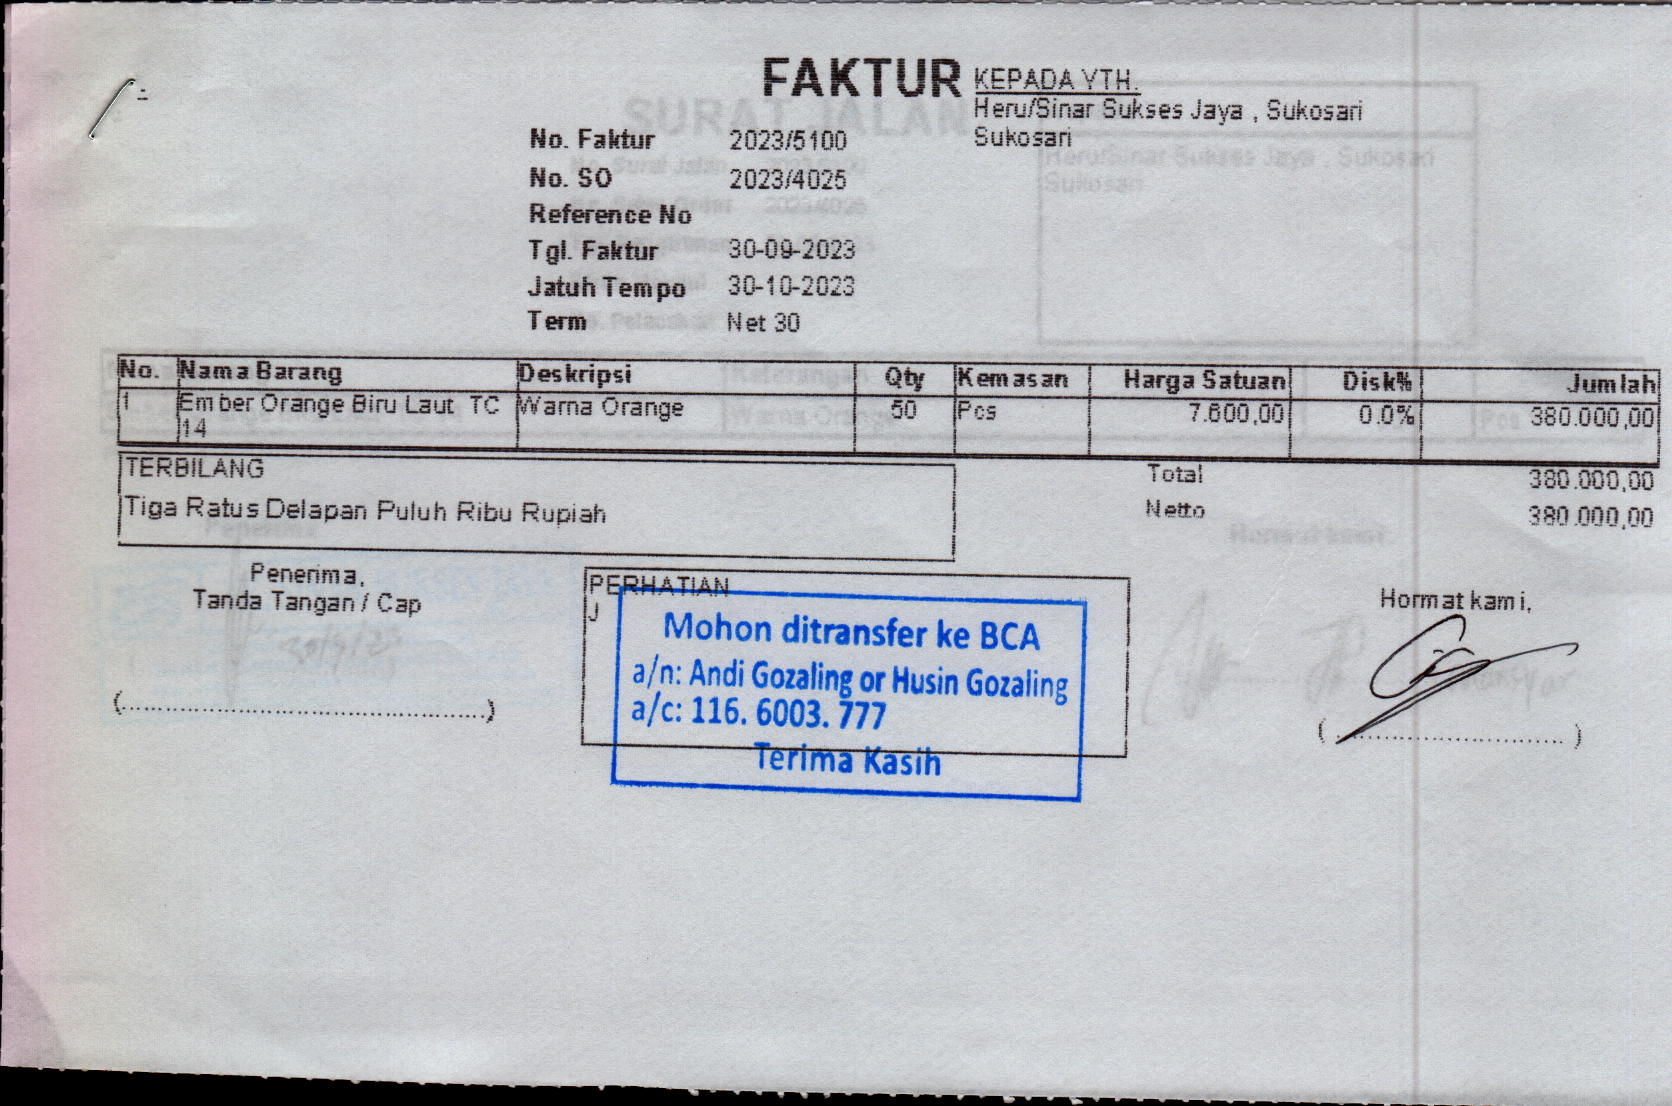 FAKTUR
KEPADA YTH.
Heru/Sinar Sukses Jaya , Sukosari
Sukosari
No. Faktur 2023/5100
No. SO 2023/4025
Reference No
Tgl. Faktur 30-09-2023
Jatuh Tempo 30-10-2023
Term Net 30
No. Nama Barang Deskripsi Qty Kemasan Harga Satuan Disk% Jumlah
1 Ember Orange Biru Laut TC Warna Orange 50 Pcs 7.600,00 0.0% 380.000,00
14
TERBILANG
Tiga Ratus Delapan Puluh Ribu Rupiah
Total 380.000,00
Netto 380.000,00
Penerima,
Tanda Tangan / Cap
(................................................)
PERHATIAN
J
Mohon ditransfer ke BCA
a/n: Andi Gozaling or Husin Gozaling
a/c: 116. 6003. 777
Terima Kasih
Hormat kami,
(................................)